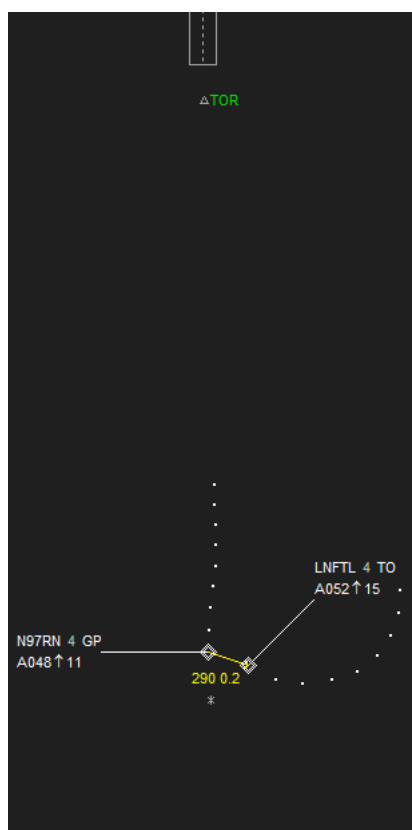 TOR
LNFTL 4 TO
A052↑15
N97RN 4 GP
A048↑11
290 0.2